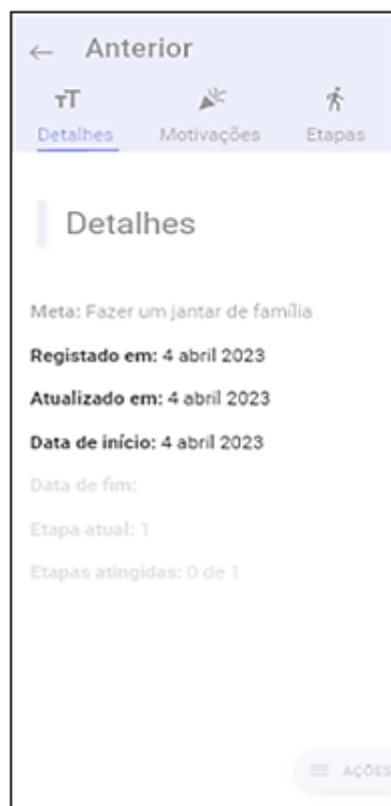 ← Anterior
Detalhes Motivações Etapas
Detalhes
Meta: Fazer um jantar de família
Registado em: 4 abril 2023
Atualizado em: 4 abril 2023
Data de início: 4 abril 2023
Data de fim:
Etapa atual: 1
Etapas atingidas: 0 de 1
AÇÕES